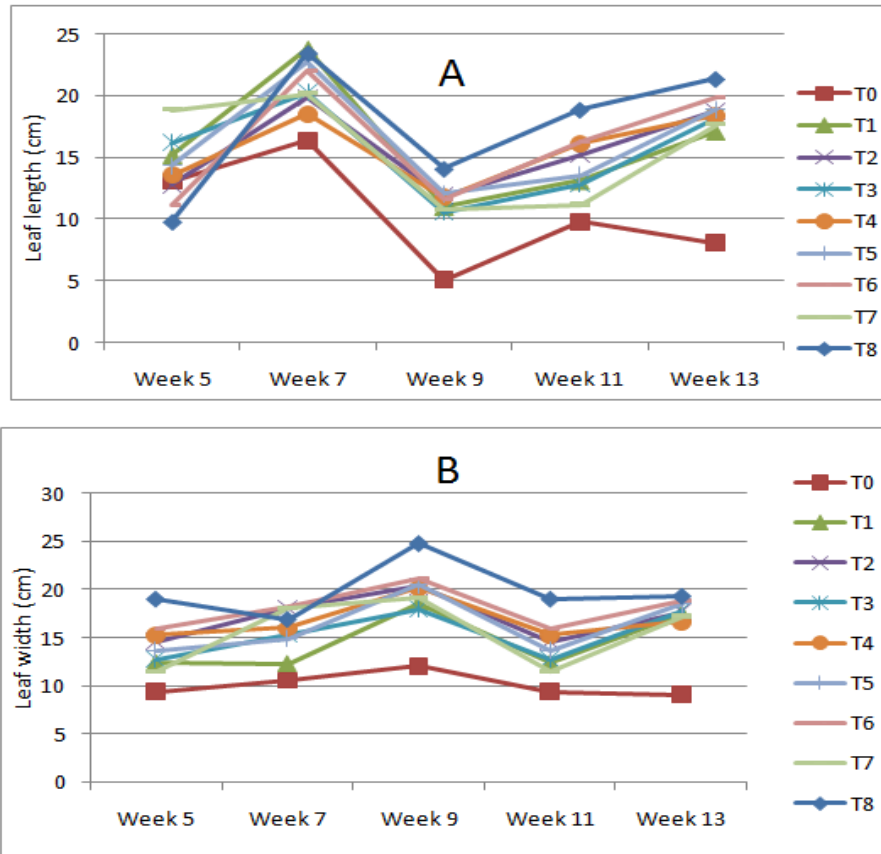 A
Leaf length (cm)
25
20
15
10
5
0
Week 5 Week 7 Week 9 Week 11 Week 13
T0
T1
T2
T3
T4
T5
T6
T7
T8
B
Leaf width (cm)
30
25
20
15
10
5
0
Week 5 Week 7 Week 9 Week 11 Week 13
T0
T1
T2
T3
T4
T5
T6
T7
T8